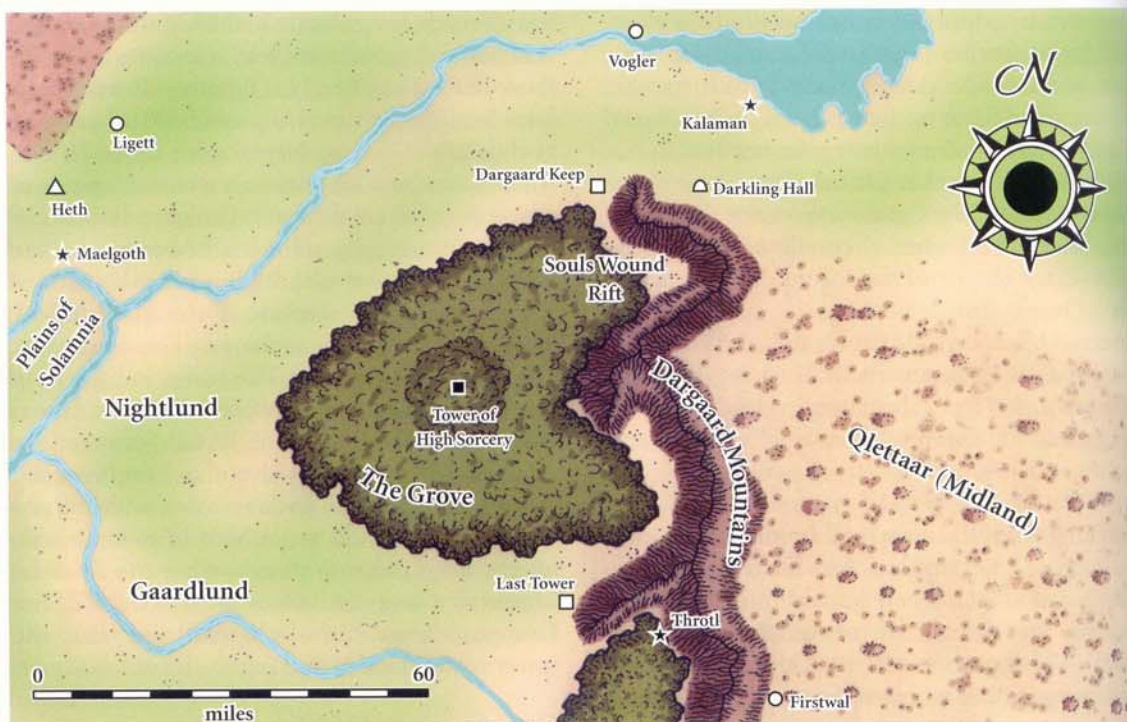 N
Vogler
Kalaman
Ligett
Dargaard Keep
Darkling Hall
Heth
Maelgoth
Souls Wound
Rift
Plains of
Solamnia
Nightlund
Tower of
High Sorcery
Dargaard Mountains
Qlettaar (Midland)
The Grove
Last Tower
Gaardlund
Throtl
0
60
miles
Firstwal